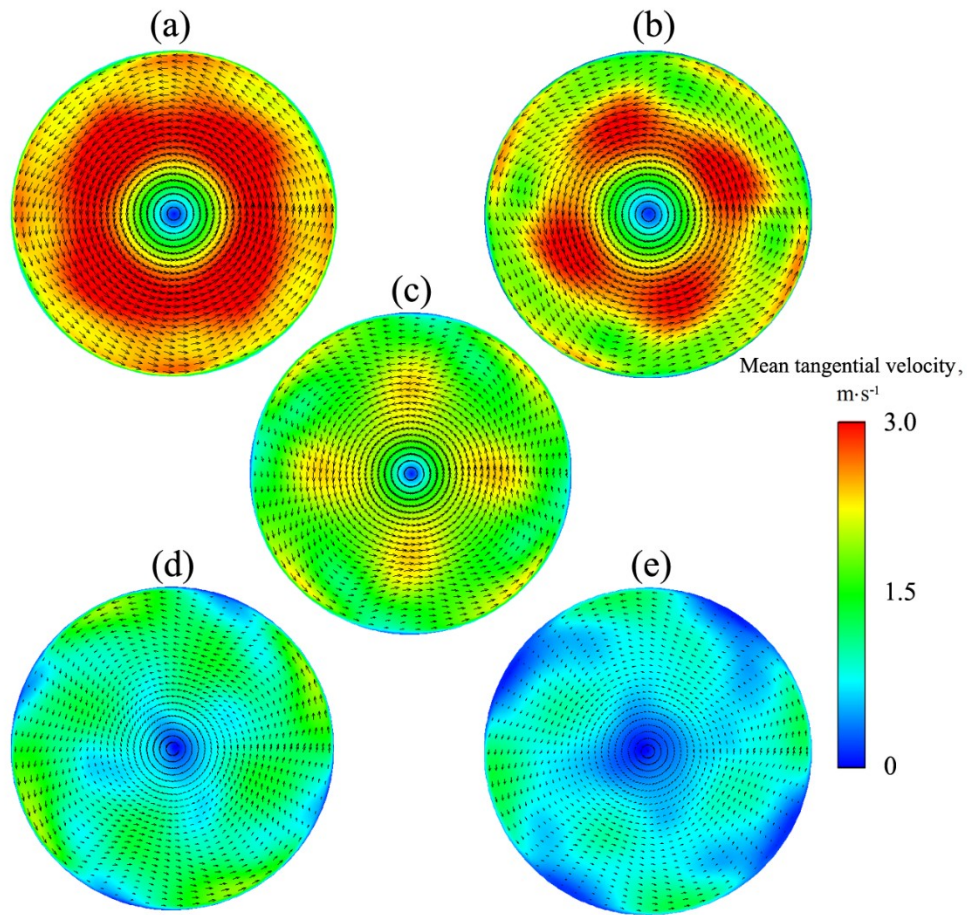 (a)
(b)
(c)
Mean tangential velocity,
m·s⁻¹
3.0
1.5
0
(d)
(e)